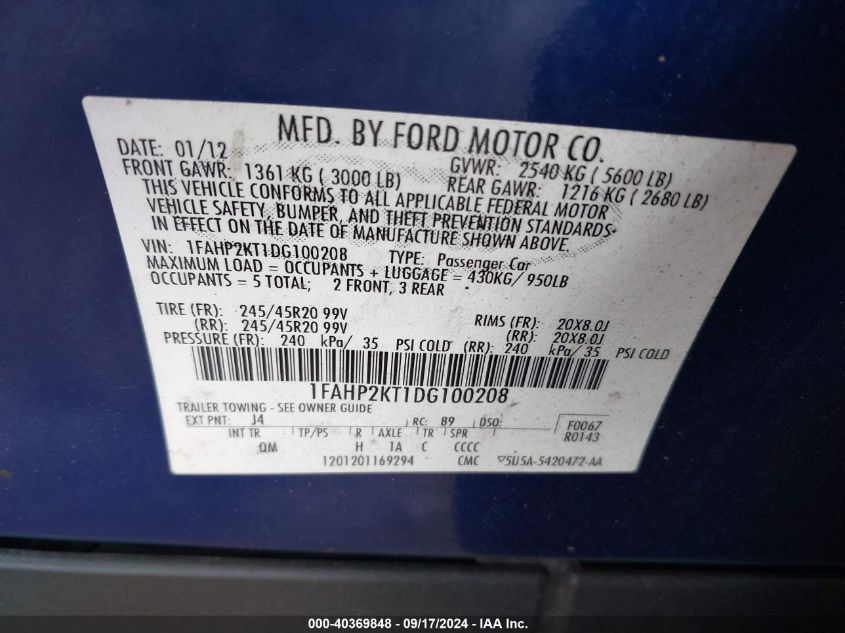 MFD. BY FORD MOTOR CO.
DATE: 01/12 GVWR: 2540 KG ( 5600 LB)
FRONT GAWR: 1361 KG ( 3000 LB) REAR GAWR: 1216 KG ( 2680 LB)
THIS VEHICLE CONFORMS TO ALL APPLICABLE FEDERAL MOTOR
VEHICLE SAFETY, BUMPER, AND THEFT PREVENTION STANDARDS
IN EFFECT ON THE DATE OF MANUFACTURE SHOWN ABOVE.
VIN: 1FAHP2KT1DG100208 TYPE: Passenger Car
MAXIMUM LOAD = OCCUPANTS + LUGGAGE = 430KG/ 950LB
OCCUPANTS = 5 TOTAL; 2 FRONT, 3 REAR
TIRE (FR): 245/45R20 99V RIMS (FR): 20X8.0J
(RR): 245/45R20 99V (RR): 20X8.0J
PRESSURE (FR): 240 kPa/ 35 PSI COLD (RR): 240 kPa/ 35 PSI COLD
1FAHP2KT1DG100208
TRAILER TOWING - SEE OWNER GUIDE
EXT PNT: J4 RC: 89 DSO: F0067
INT TR TP/PS R AXLE TR SPR R0143
QM H 1A C CCCC
1201201169294 CMC 5U5A-5420472-AA
000-40369848 - 09/17/2024 - IAA Inc.